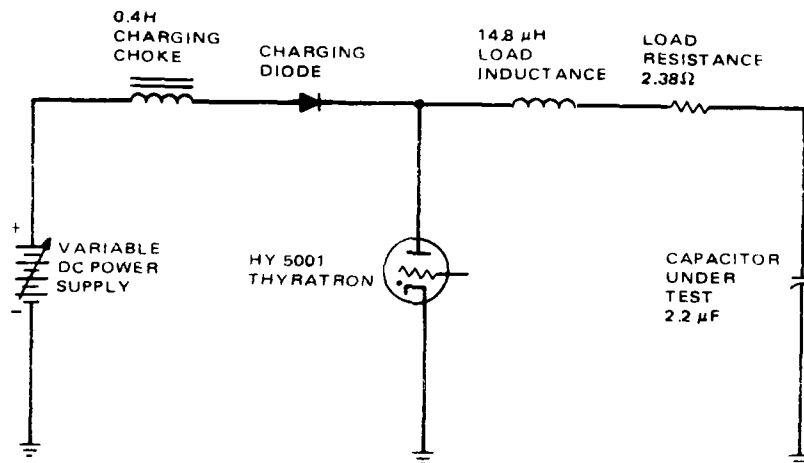 0.4H
CHARGING
CHOKE
CHARGING
DIODE
14.8 μH
LOAD
INDUCTANCE
LOAD
RESISTANCE
2.38Ω
+
VARIABLE
DC POWER
SUPPLY
-
HY 5001
THYRATRON
CAPACITOR
UNDER
TEST
2.2 μF